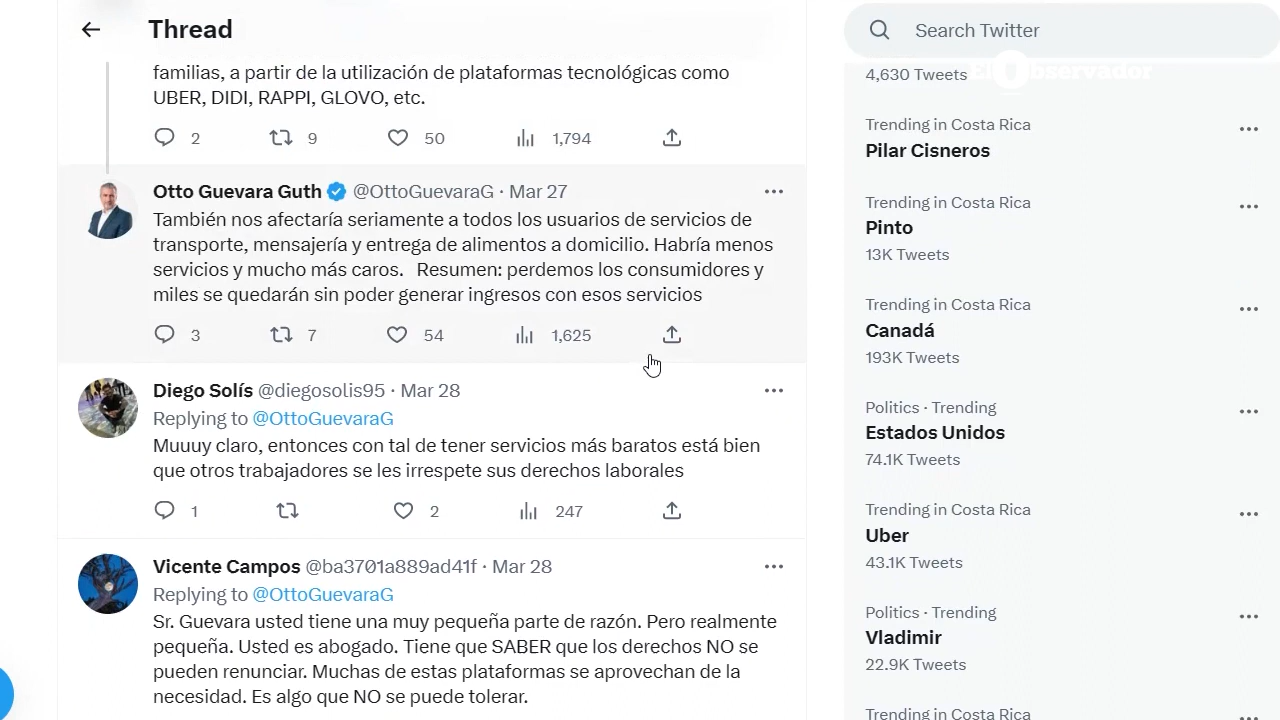 Thread
familias, a partir de la utilización de plataformas tecnológicas como
UBER, DIDI, RAPPI, GLOVO, etc.
2 9 50 1,794
Otto Guevara Guth @OttoGuevaraG · Mar 27
También nos afectaría seriamente a todos los usuarios de servicios de
transporte, mensajería y entrega de alimentos a domicilio. Habría menos
servicios y mucho más caros. Resumen: perdemos los consumidores y
miles se quedarán sin poder generar ingresos con esos servicios
3 7 54 1,625
Diego Solís @diegosolis95 · Mar 28
Replying to @OttoGuevaraG
Muuuy claro, entonces con tal de tener servicios más baratos está bien
que otros trabajadores se les irrespete sus derechos laborales
1 2 247
Vicente Campos @ba3701a889ad41f · Mar 28
Replying to @OttoGuevaraG
Sr. Guevara usted tiene una muy pequeña parte de razón. Pero realmente
pequeña. Usted es abogado. Tiene que SABER que los derechos NO se
pueden renunciar. Muchas de estas plataformas se aprovechan de la
necesidad. Es algo que NO se puede tolerar.
Search Twitter
4,630 Tweets
El Observador
Trending in Costa Rica
Pilar Cisneros
Trending in Costa Rica
Pinto
13K Tweets
Trending in Costa Rica
Canadá
193K Tweets
Politics · Trending
Estados Unidos
74.1K Tweets
Trending in Costa Rica
Uber
43.1K Tweets
Politics · Trending
Vladimir
22.9K Tweets
Trending in Costa Rica